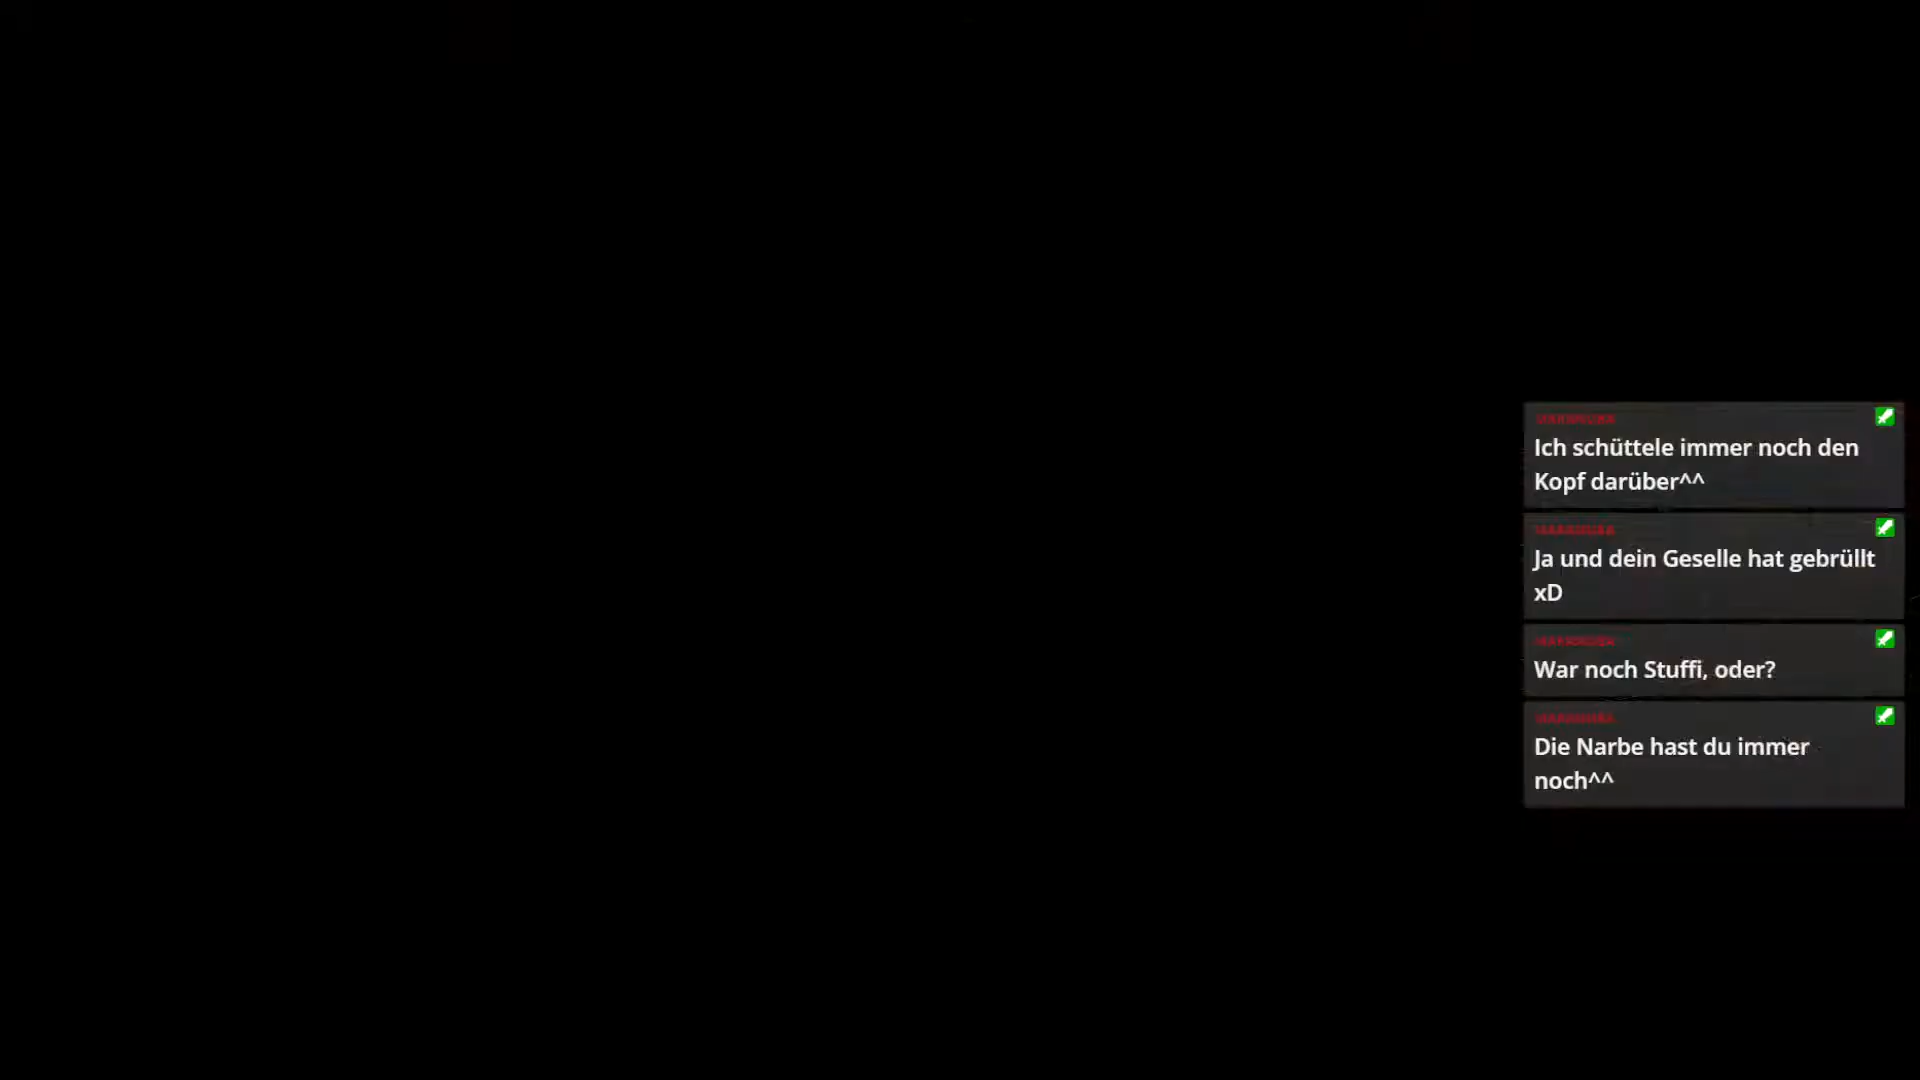 Ich schüttele immer noch den
Kopf darüber^^
Ja und dein Geselle hat gebrüllt
xD
War noch Stuffi, oder?
Die Narbe hast du immer
noch^^